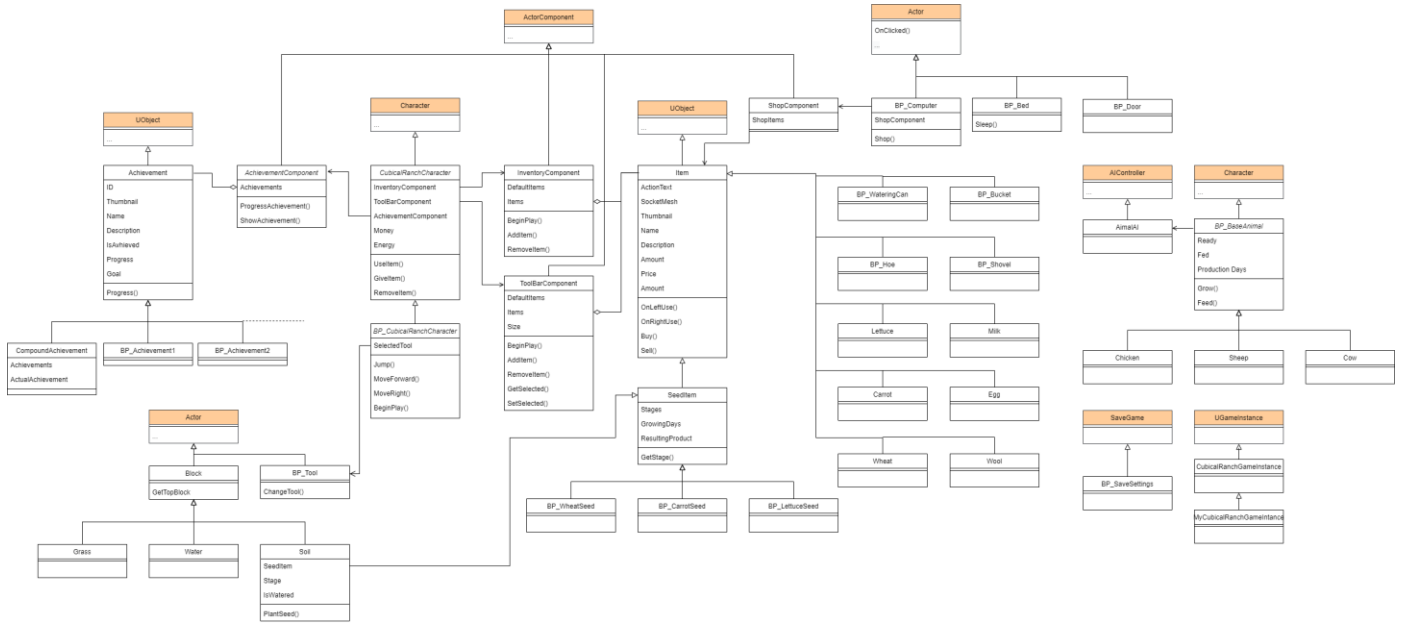 ActorComponent
...
Actor
OnClicked()
...
UObject
...
Character
...
UObject
...
ShopComponent
ShopItems
BP_Computer
ShopComponent
Shop()
BP_Bed
Sleep()
BP_Door
Achievement
ID
Thumbnail
Name
Description
IsAvhieved
Progress
Goal
Progress()
AchievementComponent
Achievements
ProgressAchievement()
ShowAchievement()
CubicalRanchCharacter
InventoryComponent
ToolBarComponent
AchievementComponent
Money
Energy
UseItem()
GiveItem()
RemoveItem()
InventoryComponent
DefaultItems
Items
BeginPlay()
AddItem()
RemoveItem()
ToolBarComponent
DefaultItems
Items
Size
BeginPlay()
AddItem()
RemoveItem()
GetSelected()
SetSelected()
Item
ActionText
SocketMesh
Thumbnail
Name
Description
Amount
Price
Amount
OnLeftUse()
OnRightUse()
Buy()
Sell()
BP_WateringCan
BP_Bucket
BP_Hoe
BP_Shovel
Lettuce
Milk
Carrot
Egg
Wheat
Wool
AIController
...
AimalAI
Character
...
BP_BaseAnimal
Ready
Fed
Production Days
Grow()
Feed()
Chicken
Sheep
Cow
CompoundAchievement
Achievements
ActualAchievement
BP_Achievement1
BP_Achievement2
BP_CubicalRanchCharacter
SelectedTool
Jump()
MoveForward()
MoveRight()
BeginPlay()
SeedItem
Stages
GrowingDays
ResultingProduct
GetStage()
BP_WheatSeed
BP_CarrotSeed
BP_LettuceSeed
Actor
...
Block
GetTopBlock
BP_Tool
ChangeTool()
Grass
Water
Soil
SeedItem
Stage
IsWatered
PlantSeed()
SaveGame
...
BP_SaveSettings
UGameInstance
...
CubicalRanchGameInstance
MyCubicalRanchGameIntance